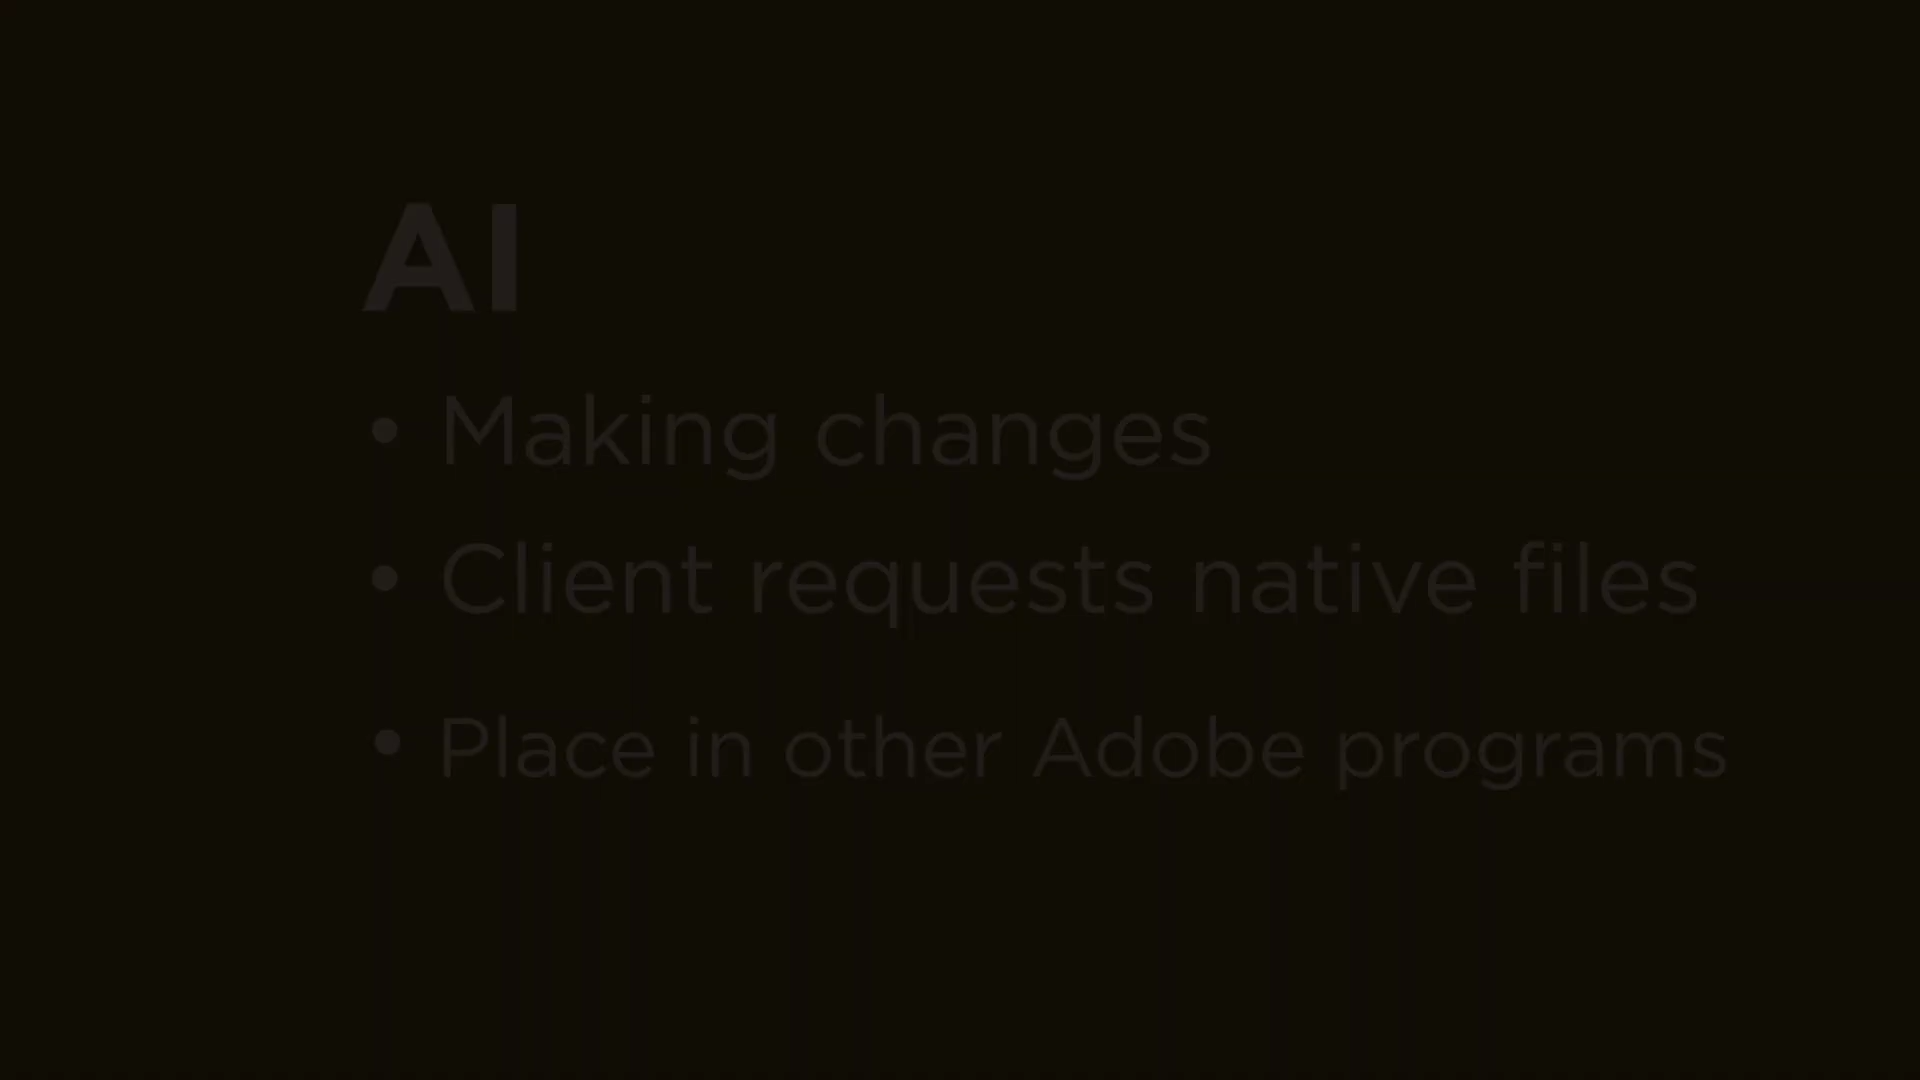 AI
• Making changes
• Client requests native files
• Place in other Adobe programs